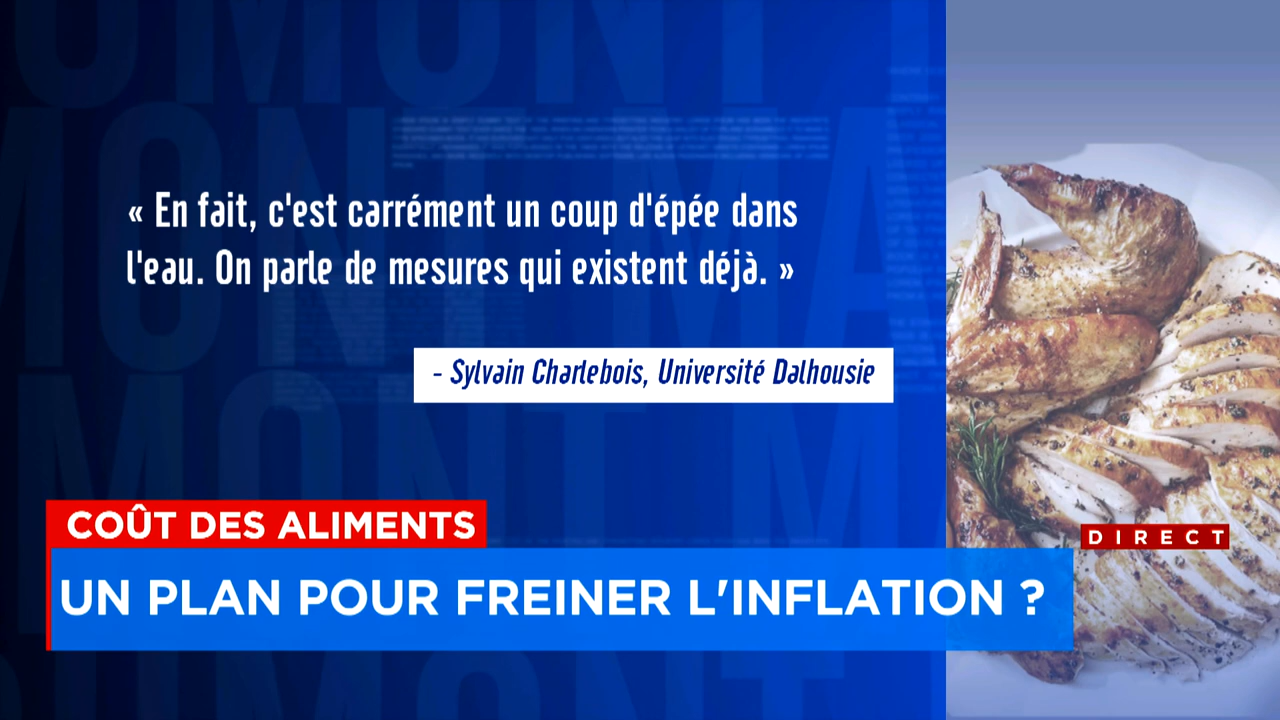 « En fait, c'est carrément un coup d'épée dans
l'eau. On parle de mesures qui existent déjà. »
- Sylvain Charlebois, Université Dalhousie
COÛT DES ALIMENTS
DIRECT
UN PLAN POUR FREINER L'INFLATION ?